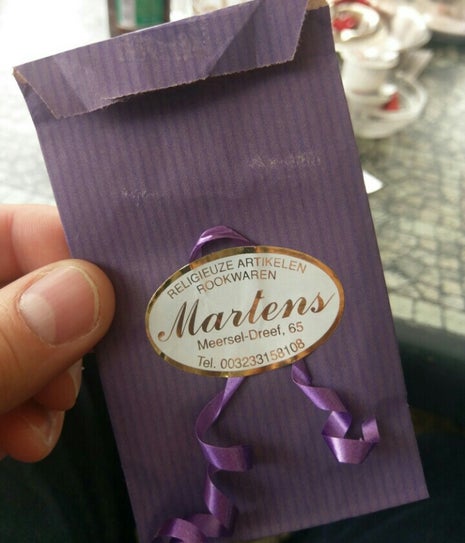 RELIGIEUZE ARTIKELEN
ROOKWAREN
Martens
Meersel-Dreef, 65
Tel. 003233158108